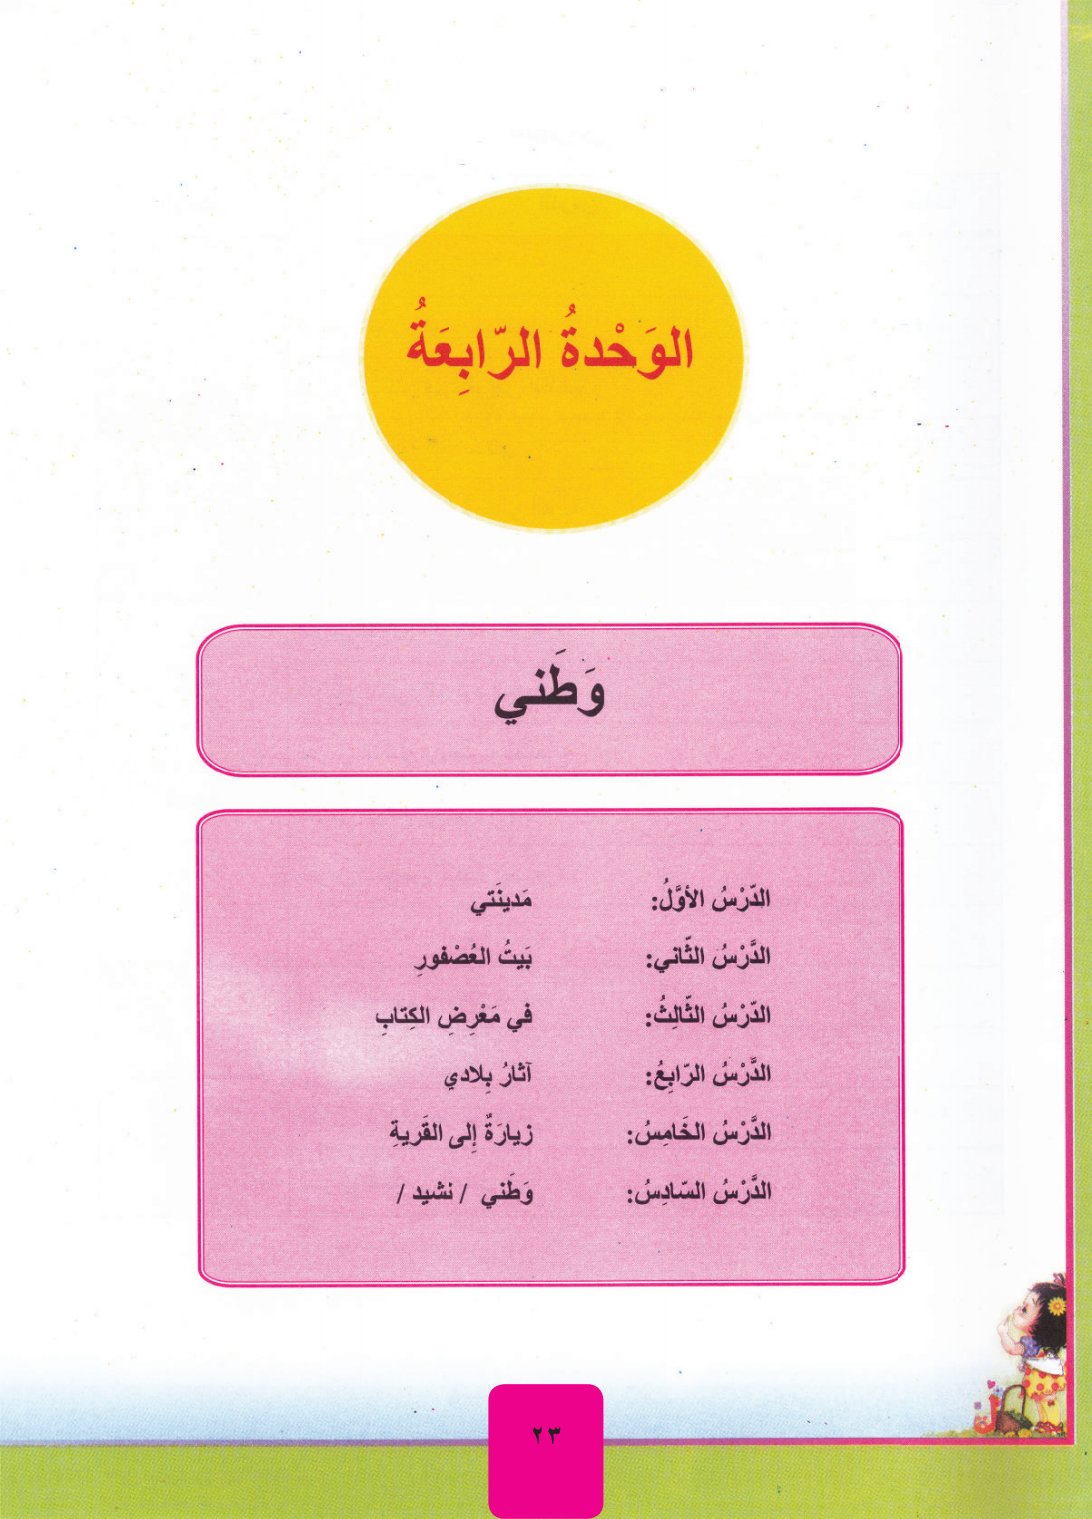 الوَحْدةُ الرّابِعَةُ
وَطَني
الدّرْسُ الأوَّلُ: مَدينَتي
الدَّرْسُ الثّاني: بَيتُ العُصْفورِ
الدّرْسُ الثّالِثُ: في مَعْرِضِ الكِتابِ
الدَّرْسُ الرّابِعُ: آثارُ بِلادي
الدَّرْسُ الخَامِسُ: زيارَةٌ إلى القَريةِ
الدَّرْسُ السّادِسُ: وَطَني / نشيد /
٢٣